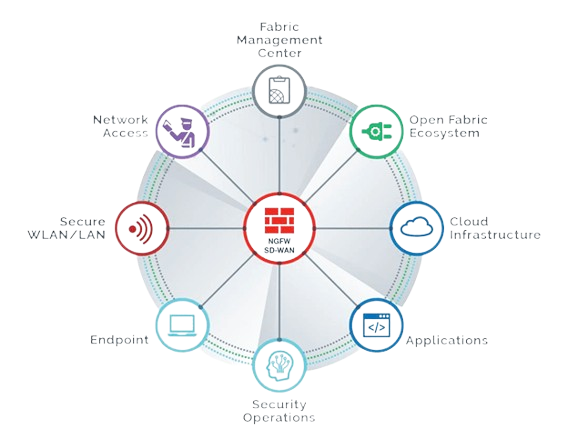 Fabric
Management
Center
Network
Access
Open Fabric
Ecosystem
Secure
WLAN/LAN
NGFW
SD-WAN
Cloud
Infrastructure
Endpoint
</>
Applications
Security
Operations